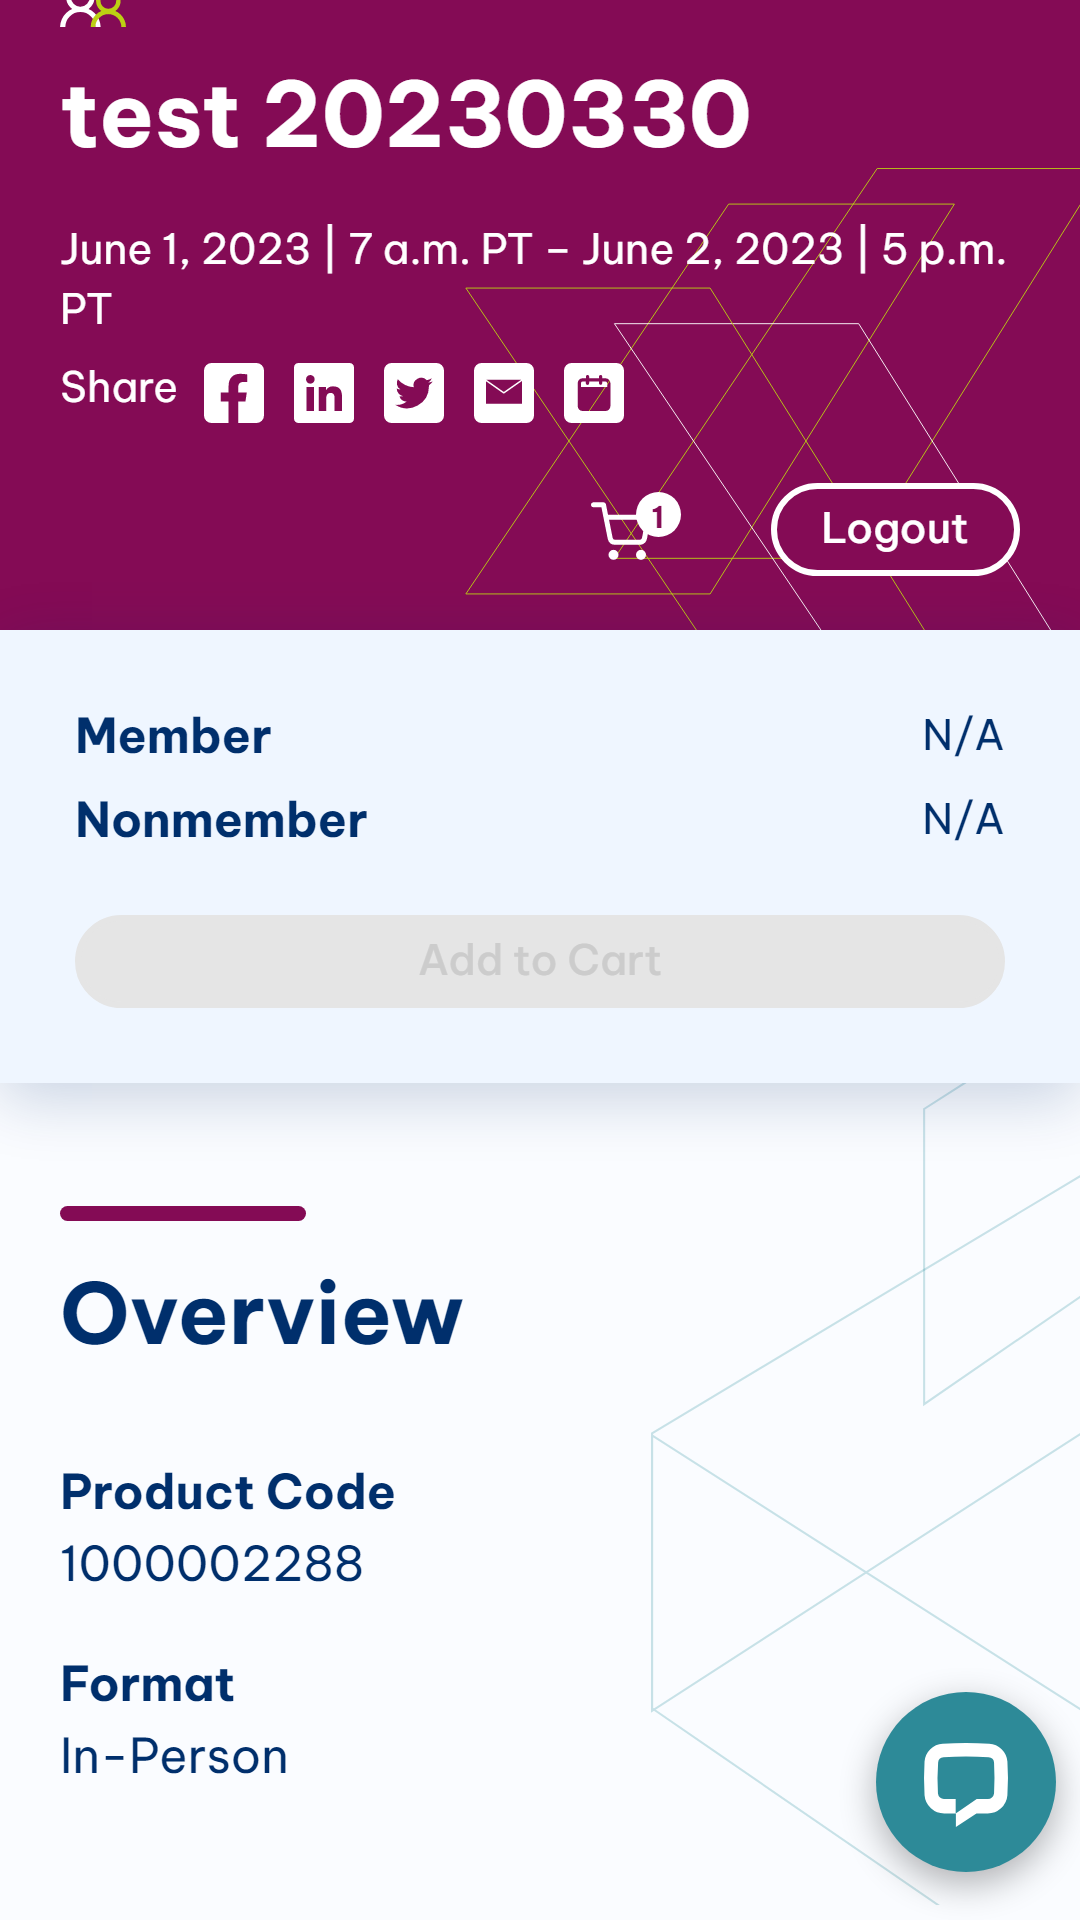 test 20230330
June 1, 2023 | 7 a.m. PT – June 2, 2023 | 5 p.m.
PT
Share
1
Logout
Member N/A
Nonmember N/A
Add to Cart
Overview
Product Code
1000002288
Format
In-Person